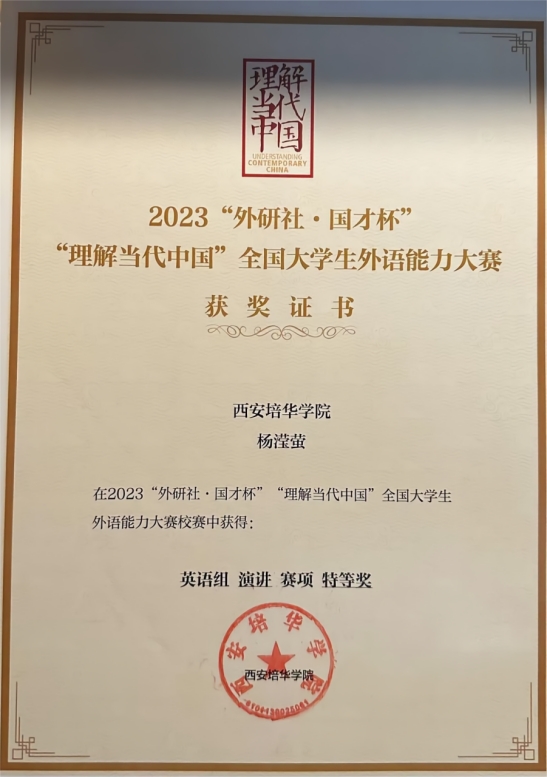 理解
当代
中国
UNDERSTANDING
CONTEMPORARY
CHINA
2023“外研社·国才杯”
“理解当代中国”全国大学生外语能力大赛
获奖证书
西安培华学院
杨滢萤
在2023“外研社·国才杯”“理解当代中国”全国大学生
外语能力大赛校赛中获得：
英语组 演讲 赛项 特等奖
西安培华学院
西安培华学院